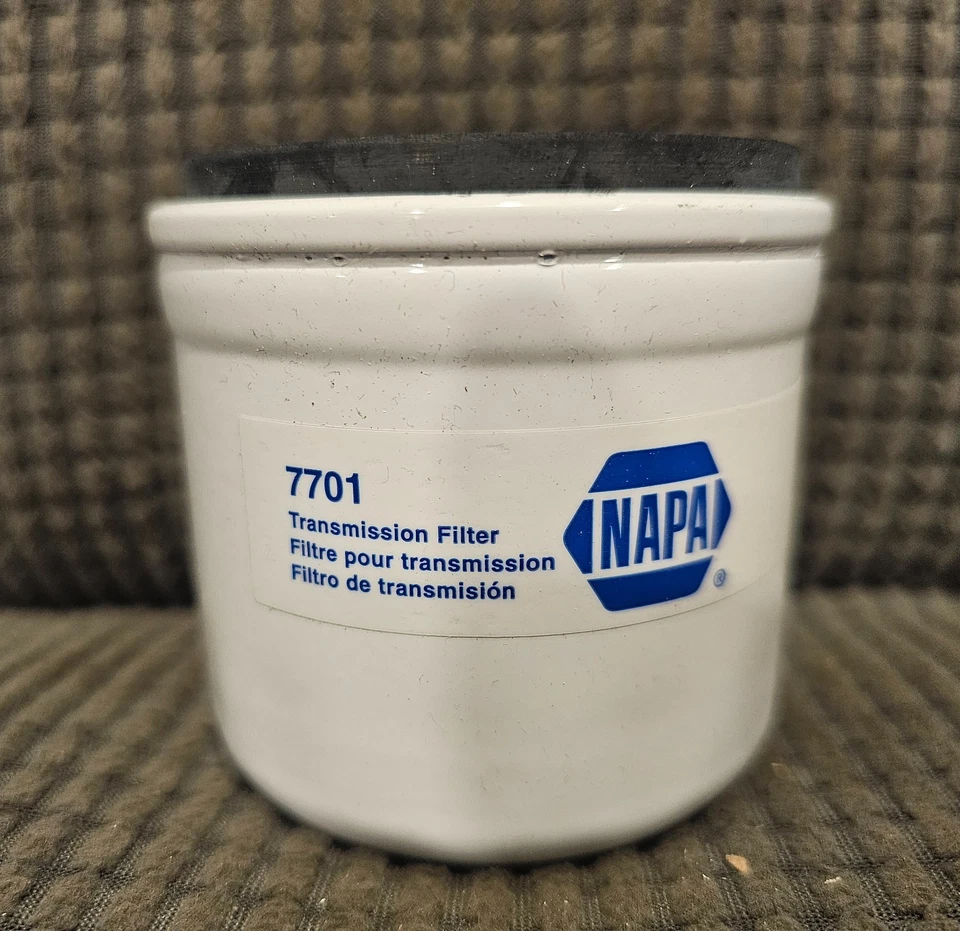 7701
Transmission Filter
Filtre pour transmission
Filtro de transmisión
NAPA
®